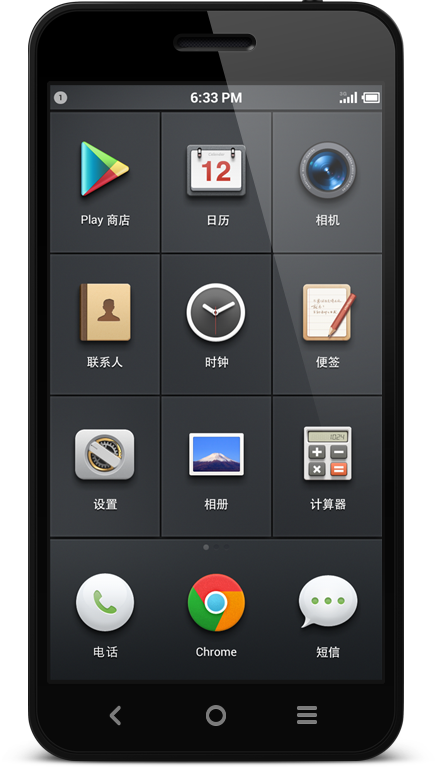 1
6:33 PM
3G
Play 商店
12
日历
相机
联系人
时钟
便签
设置
相册
1024
计算器
电话
Chrome
短信